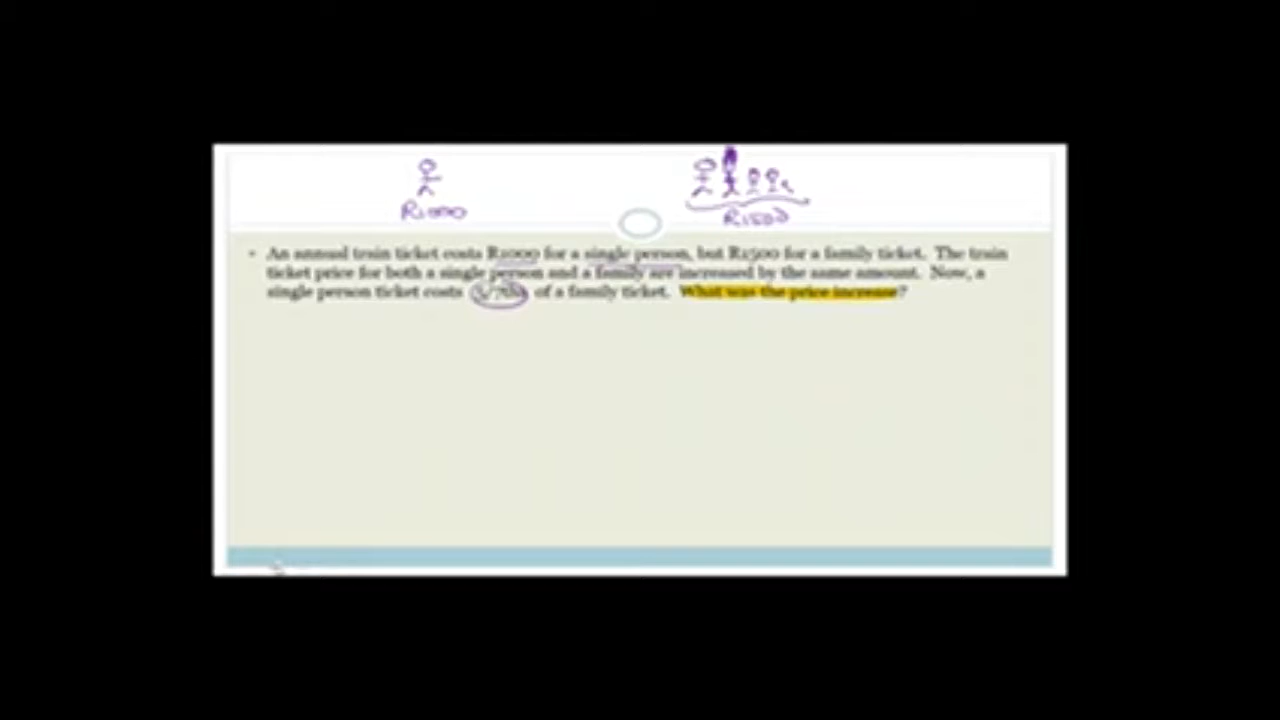 R1000
R1500
• An annual train ticket costs R1000 for a single person, but R1500 for a family ticket. The train
ticket price for both a single person and a family are increased by the same amount. Now, a
single person ticket costs 5/7ths of a family ticket. What was the price increase?